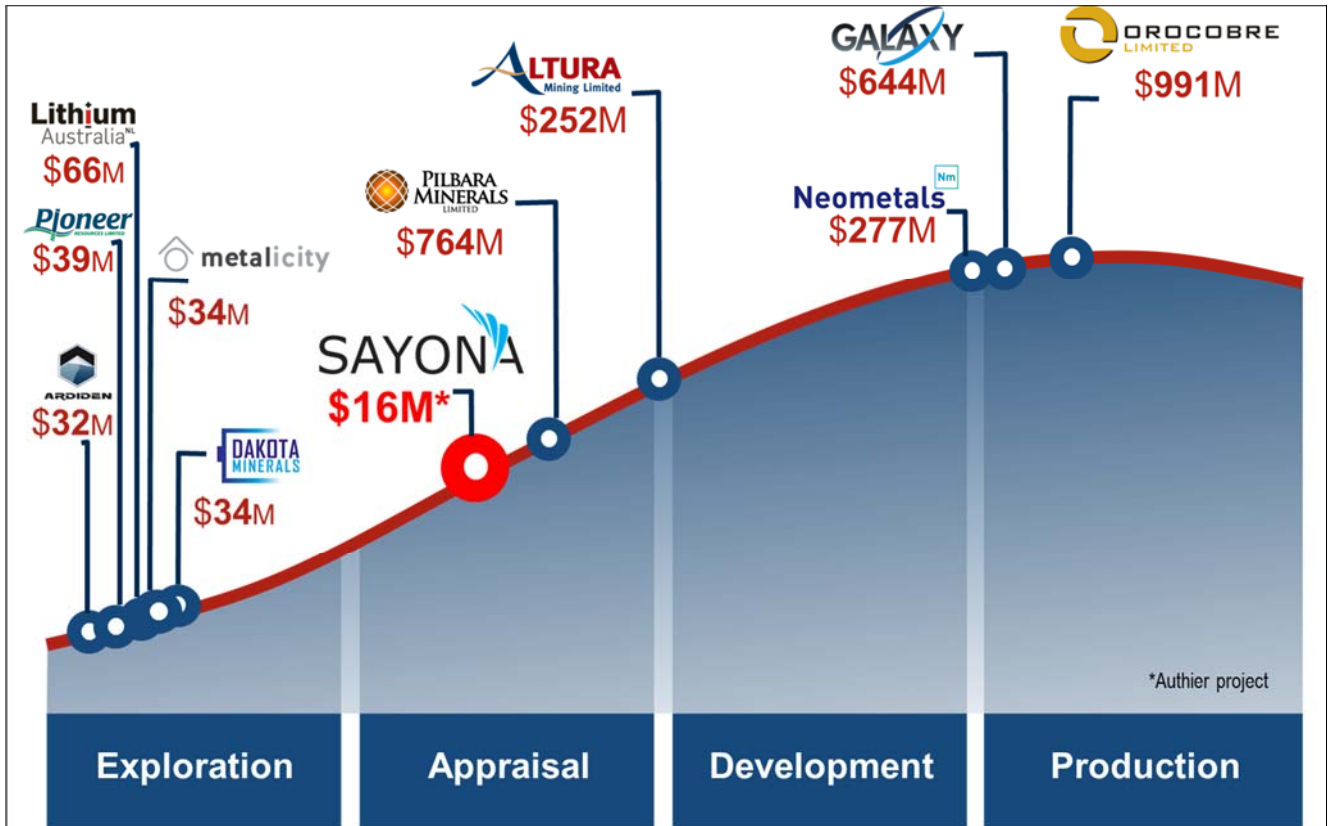 Lithium
Australia NL
$66M
Pioneer
RESOURCES LIMITED
$39M
metalicity
$34M
ARDIDEN
$32M
DAKOTA
MINERALS
$34M
SAYONA
$16M*
PILBARA
MINERALS
LIMITED
$764M
ALTURA
Mining Limited
$252M
Neometals
Nm
$277M
GALAXY
$644M
OROCOBRE
LIMITED
$991M
*Authier project
Exploration
Appraisal
Development
Production